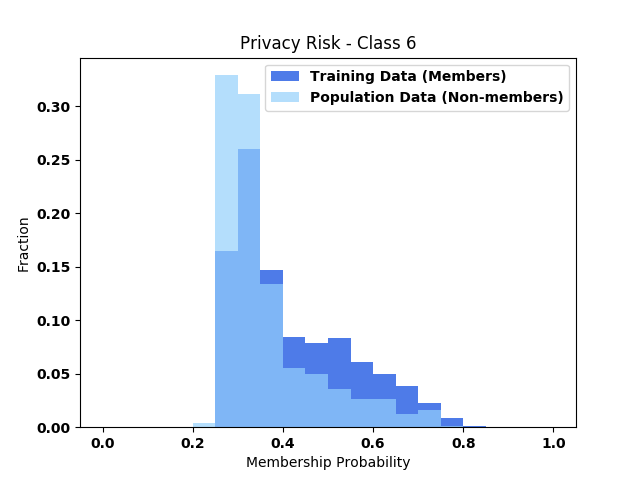 Privacy Risk - Class 6
Training Data (Members)
Population Data (Non-members)
Fraction
0.30
0.25
0.20
0.15
0.10
0.05
0.00
0.0 0.2 0.4 0.6 0.8 1.0
Membership Probability